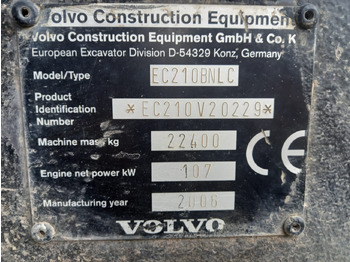 Volvo Construction Equipment
Volvo Construction Equipment GmbH & Co. K
European Excavator Division D-54329 Konz, Germany
Model/Type EC210BNLC
Product Identification Number *EC210V20229*
Machine mass kg 22400
Engine net power kW 107
Manufacturing year 2006
CE
VOLVO